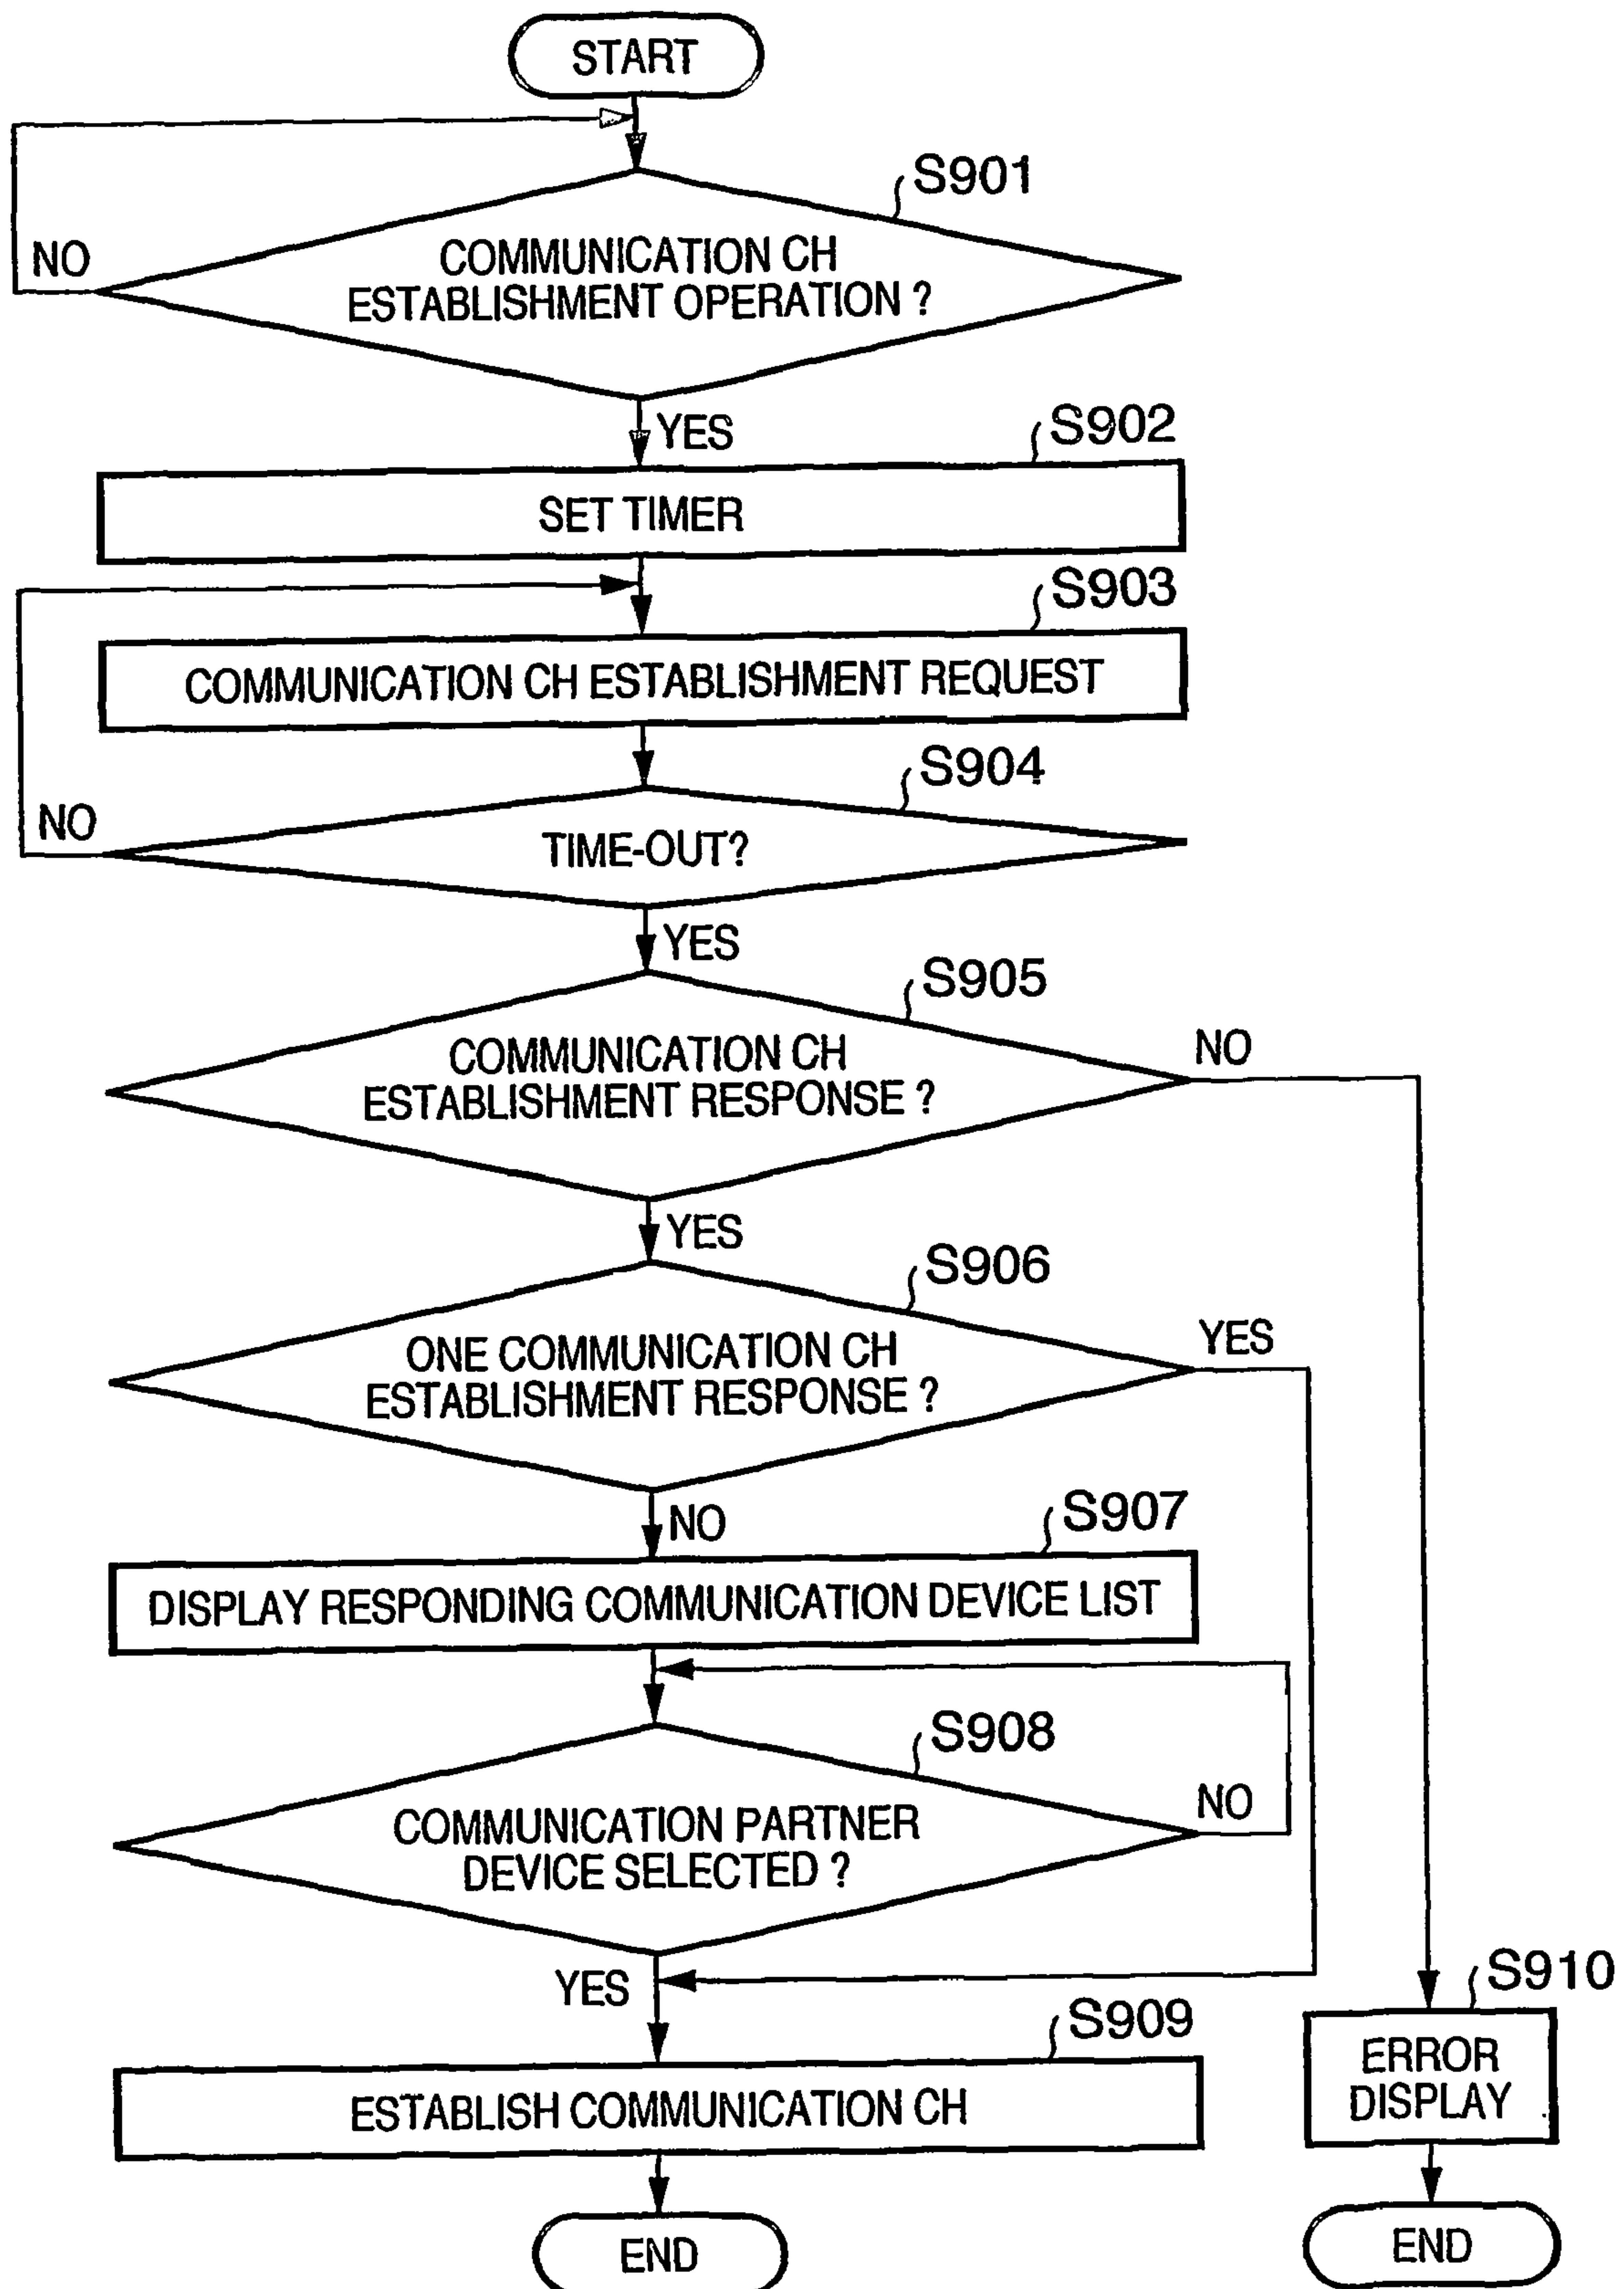 START
S901
NO
COMMUNICATION CH
ESTABLISHMENT OPERATION ?
YES
S902
SET TIMER
S903
COMMUNICATION CH ESTABLISHMENT REQUEST
S904
NO
TIME-OUT?
YES
S905
COMMUNICATION CH
ESTABLISHMENT RESPONSE ?
NO
YES
S906
ONE COMMUNICATION CH
ESTABLISHMENT RESPONSE ?
YES
NO
S907
DISPLAY RESPONDING COMMUNICATION DEVICE LIST
S908
COMMUNICATION PARTNER
DEVICE SELECTED ?
NO
YES
S909
ESTABLISH COMMUNICATION CH
END
S910
ERROR
DISPLAY
END